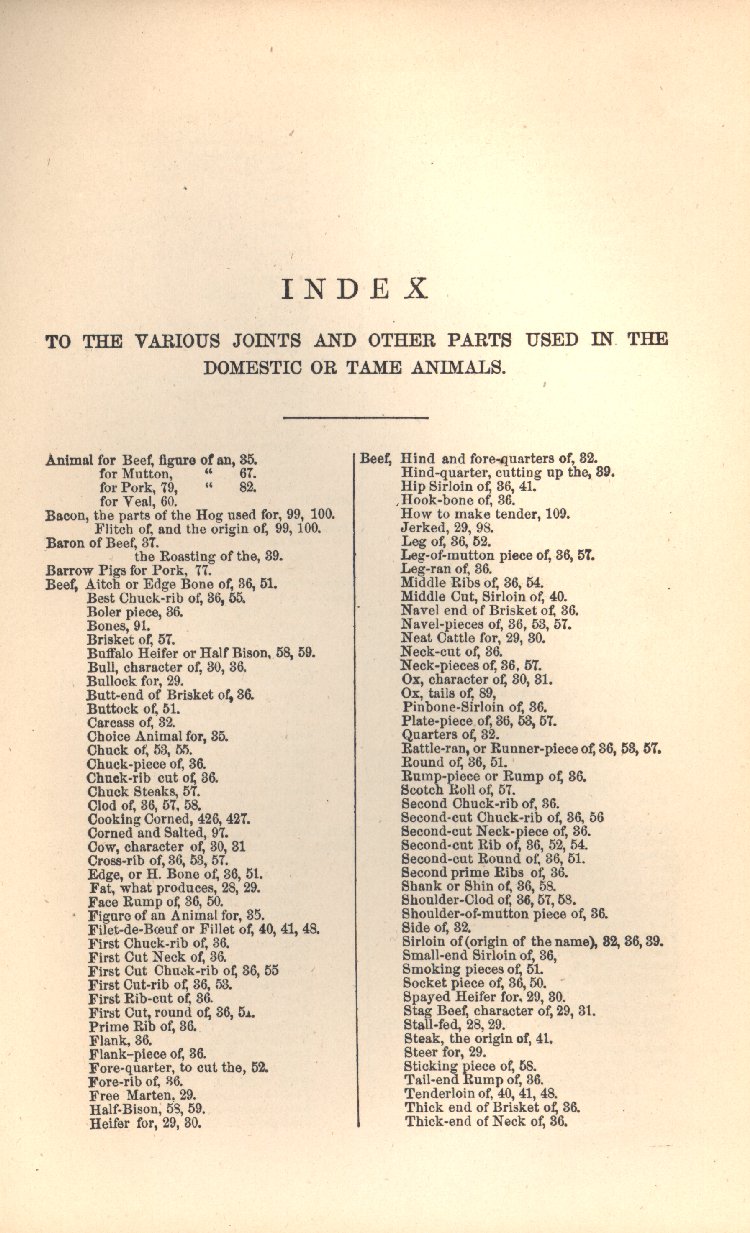 INDEX
TO THE VARIOUS JOINTS AND OTHER PARTS USED IN THE
DOMESTIC OR TAME ANIMALS.
Animal for Beef, figure of an, 35.
for Mutton, “ 67.
for Pork, 79, “ 82.
for Veal, 60.
Bacon, the parts of the Hog used for, 99, 100.
Flitch of, and the origin of, 99, 100.
Baron of Beef, 37.
the Roasting of the, 39.
Barrow Pigs for Pork, 77.
Beef, Aitch or Edge Bone of, 36, 51.
Best Chuck-rib of, 36, 55.
Boler piece, 36.
Bones, 91.
Brisket of, 57.
Buffalo Heifer or Half Bison, 58, 59.
Bull, character of, 30, 36.
Bullock for, 29.
Butt-end of Brisket of, 36.
Buttock of, 51.
Carcass of, 32.
Choice Animal for, 35.
Chuck of, 53, 55.
Chuck-piece of, 36.
Chuck-rib cut of, 36.
Chuck Steaks, 57.
Clod of, 36, 57, 58.
Cooking Corned, 426, 427.
Corned and Salted, 97.
Cow, character of, 30, 31
Cross-rib of, 36, 53, 57.
Edge, or H. Bone of, 36, 51.
Fat, what produces, 28, 29.
Face Rump of, 36, 50.
Figure of an Animal for, 35.
Filet-de-Bœuf or Fillet of, 40, 41, 48.
First Chuck-rib of, 36.
First Cut Neck of, 36.
First Cut Chuck-rib of, 36, 55
First Cut-rib of, 36, 53.
First Rib-cut of, 36.
First Cut, round of, 36,
Prime Rib of, 36.
Flank, 36.
Flank-piece of, 36.
Fore-quarter, to cut the, 52.
Fore-rib of, 36.
Free Marten, 29.
Half-Bison, 58, 59.
Heifer for, 29, 30.
Beef, Hind and fore-quarters of, 32.
Hind-quarter, cutting up the, 39.
Hip Sirloin of, 36, 41.
Hook-bone of, 36.
How to make tender, 109.
Jerked, 29, 98.
Leg of, 36, 52.
Leg-of-mutton piece of, 36, 57.
Leg-ran of, 36.
Middle Ribs of, 36, 54.
Middle Cut, Sirloin of, 40.
Navel end of Brisket of, 36.
Navel-pieces of, 36, 53, 57.
Neat Cattle for, 29, 30.
Neck-cut of, 36.
Neck-pieces of, 36, 57.
Ox, character of, 30, 31.
Ox, tails of, 89,
Pinbone-Sirloin of, 36.
Plate-piece of, 36, 53, 57.
Quarters of, 32.
Rattle-ran, or Runner-piece of, 36, 53, 57.
Round of, 36, 51.
Rump-piece or Rump of, 36.
Scotch Roll of, 57.
Second Chuck-rib of, 36.
Second-cut Chuck-rib of, 36, 56
Second-cut Neck-piece of, 36.
Second-cut Rib of, 36, 52, 54.
Second-cut Round of, 36, 51.
Second prime Ribs of, 36.
Shank or Shin of, 36, 58.
Shoulder-Clod of, 36, 57, 58.
Shoulder-of-mutton piece of, 36.
Side of, 32.
Sirloin of (origin of the name), 32, 36, 39.
Small-end Sirloin of, 36,
Smoking pieces of, 51.
Socket piece of, 36, 50.
Spayed Heifer for, 29, 30.
Stag Beef, character of, 29, 31.
Stall-fed, 28, 29.
Steak, the origin of, 41.
Steer for, 29.
Sticking piece of, 58.
Tail-end Rump of, 36.
Tenderloin of, 40, 41, 48.
Thick end of Brisket of, 36.
Thick-end of Neck of, 36.